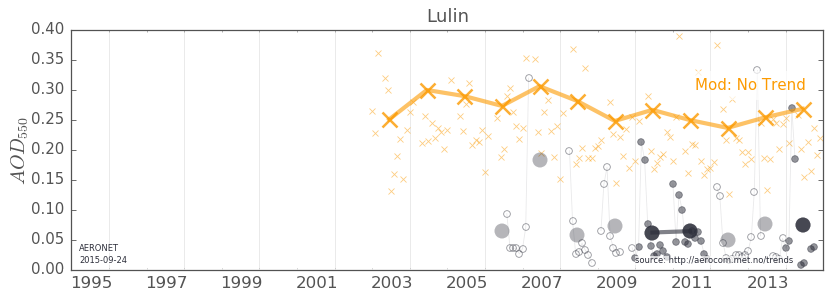 Lulin
0.40
0.35
0.30
0.25
0.20
0.15
0.10
0.05
0.00
AOD550
Mod: No Trend
AERONET
2015-09-24
source: http://aerocom.met.no/trends
1995 1997 1999 2001 2003 2005 2007 2009 2011 2013